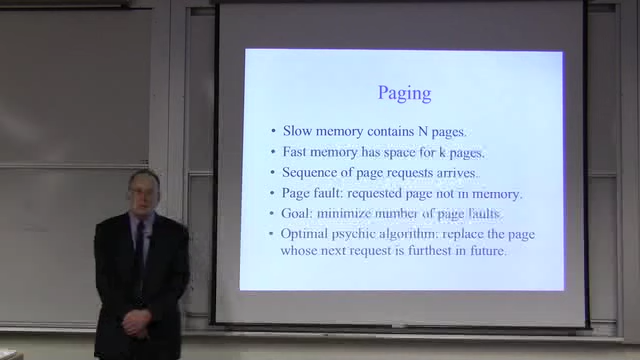 Paging
• Slow memory contains N pages.
• Fast memory has space for k pages.
• Sequence of page requests arrives.
• Page fault: requested page not in memory.
• Goal: minimize number of page faults.
• Optimal psychic algorithm: replace the page
whose next request is furthest in future.